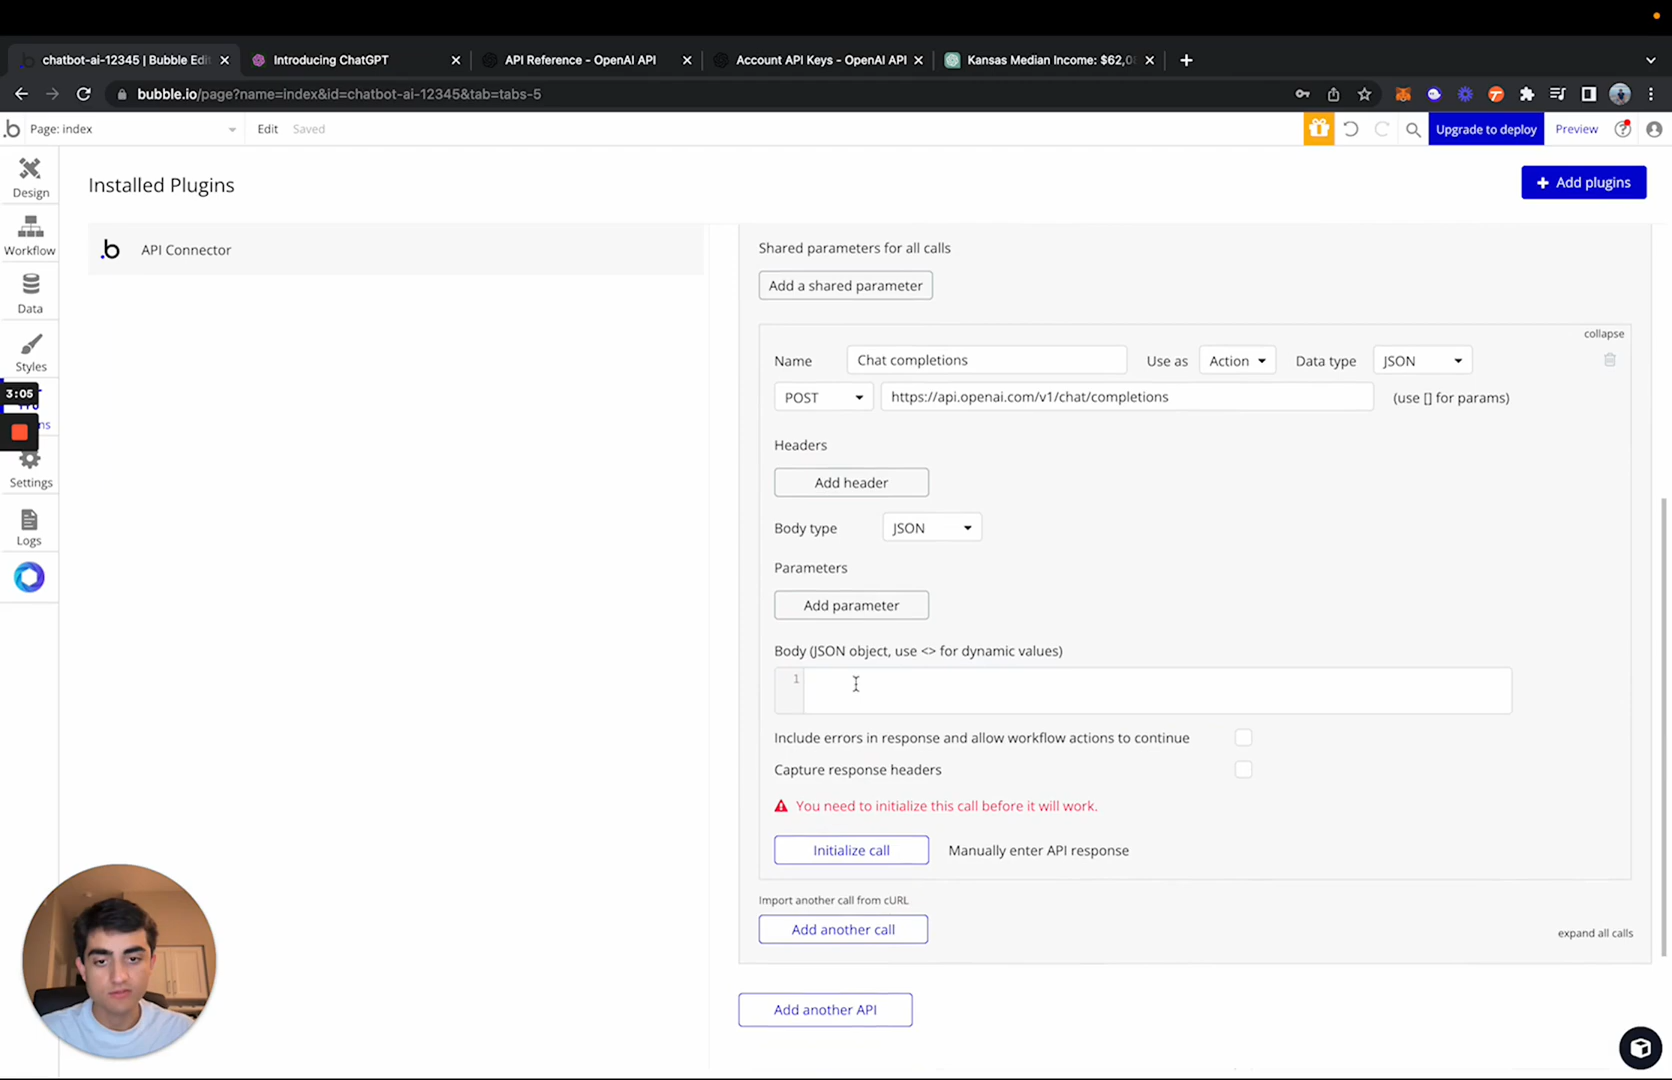 chatbot-ai-12345 | Bubble Edit
Introducing ChatGPT
API Reference - OpenAI API
Account API Keys - OpenAI API
Kansas Median Income: $62,0
bubble.io/page?name=index&id=chatbot-ai-12345&tab=tabs-5
Page: index
Edit
Saved
Upgrade to deploy
Preview
Design
Workflow
Data
Styles
3:05
Settings
Logs
Installed Plugins
Add plugins
API Connector
Shared parameters for all calls
Add a shared parameter
collapse
Name
Chat completions
Use as
Action
Data type
JSON
POST
https://api.openai.com/v1/chat/completions
(use [] for params)
Headers
Add header
Body type
JSON
Parameters
Add parameter
Body (JSON object, use <> for dynamic values)
1
Include errors in response and allow workflow actions to continue
Capture response headers
You need to initialize this call before it will work.
Initialize call
Manually enter API response
Import another call from cURL
Add another call
expand all calls
Add another API